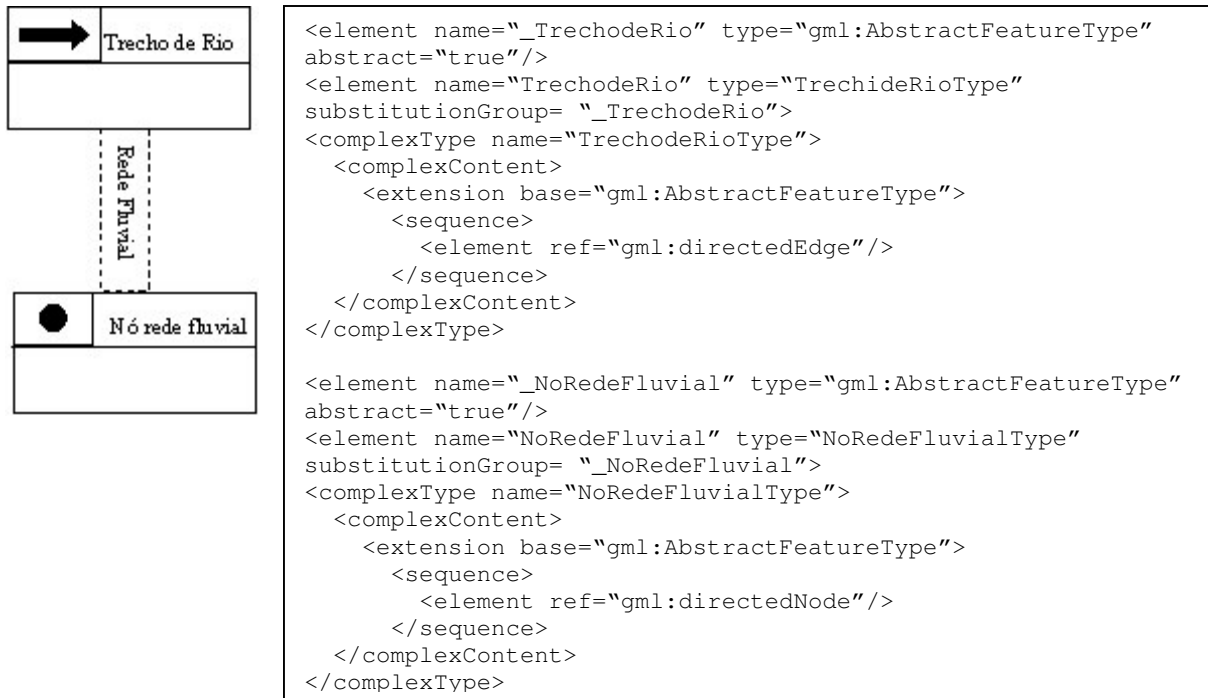 Trecho de Rio
Rede Fluvial
Nó rede fluvial
<element name=“_TrechodeRio” type=“gml:AbstractFeatureType”
abstract=“true”/>
<element name=“TrechodeRio” type=“TrechideRioType”
substitutionGroup= “_TrechodeRio”>
<complexType name=“TrechodeRioType”>
  <complexContent>
    <extension base=“gml:AbstractFeatureType”>
      <sequence>
        <element ref=“gml:directedEdge”/>
      </sequence>
  </complexContent>
</complexType>
<element name=“_NoRedeFluvial” type=“gml:AbstractFeatureType”
abstract=“true”/>
<element name=“NoRedeFluvial” type=“NoRedeFluvialType”
substitutionGroup= “_NoRedeFluvial”>
<complexType name=“NoRedeFluvialType”>
  <complexContent>
    <extension base=“gml:AbstractFeatureType”>
      <sequence>
        <element ref=“gml:directedNode”/>
      </sequence>
  </complexContent>
</complexType>